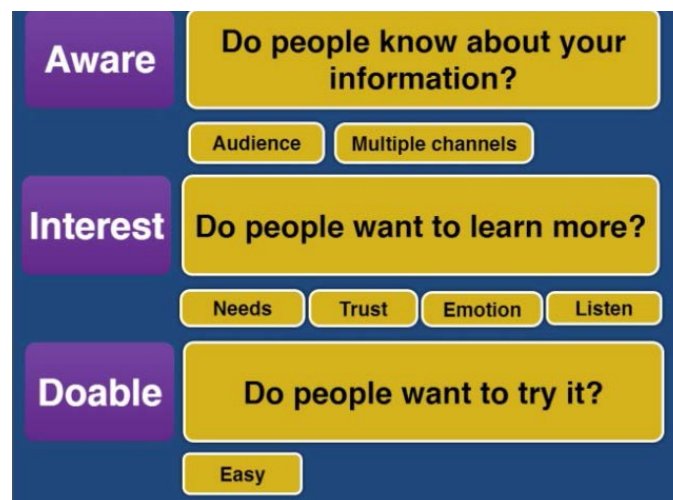 Aware
Do people know about your
information?
Audience
Multiple channels
Interest
Do people want to learn more?
Needs
Trust
Emotion
Listen
Doable
Do people want to try it?
Easy